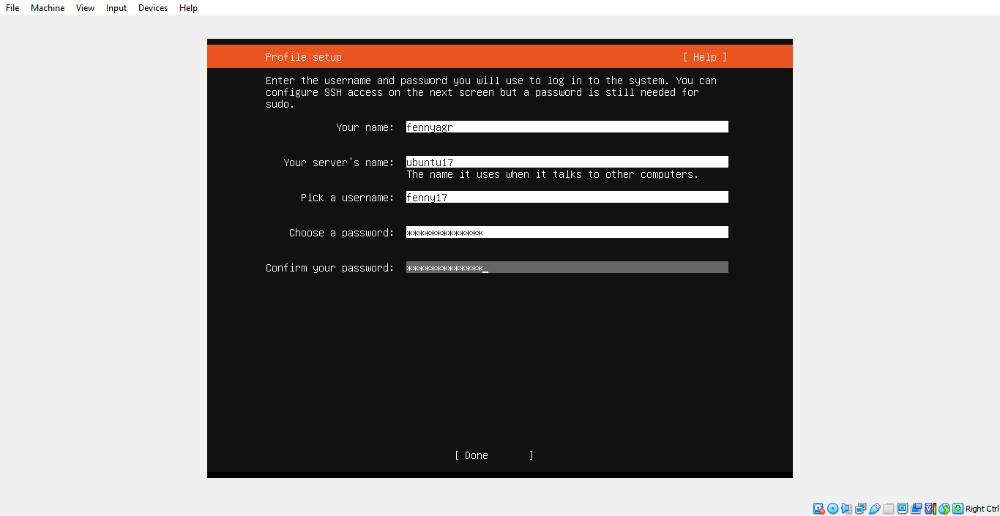 File Machine View Input Devices Help
Profile setup [ Help ]
Enter the username and password you will use to log in to the system. You can
configure SSH access on the next screen but a password is still needed for
sudo.
Your name: fennyagr
Your server's name: ubuntu17
The name it uses when it talks to other computers.
Pick a username: fenny17
Choose a password: *************
Confirm your password: *************_
[ Done ]
Right Ctrl